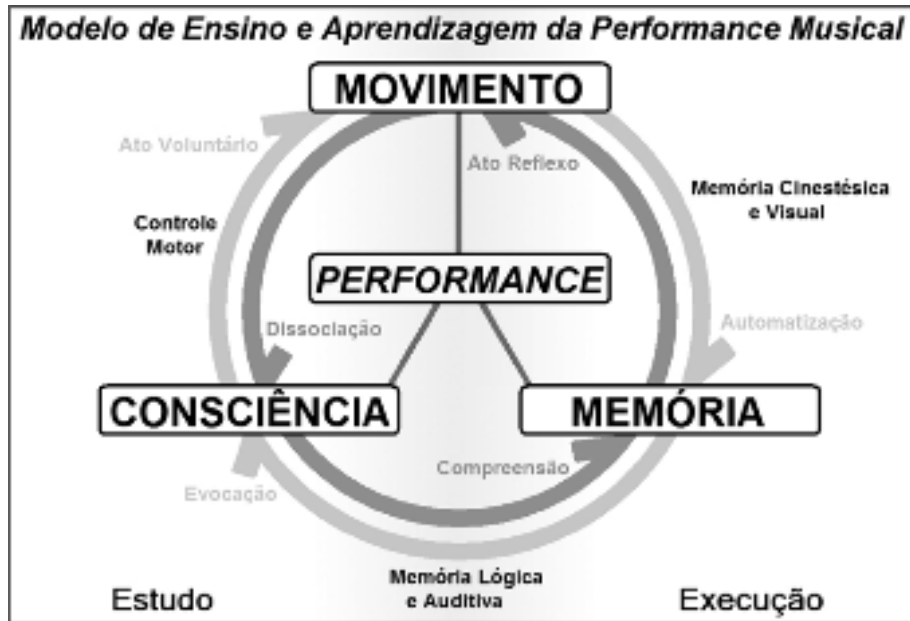 Modelo de Ensino e Aprendizagem da Performance Musical
MOVIMENTO
Ato Voluntário
Ato Reflexo
Memória Cinestésica
e Visual
Controle
Motor
PERFORMANCE
Dissociação
Automatização
CONSCIÊNCIA
MEMÓRIA
Compreensão
Evocação
Memória Lógica
e Auditiva
Estudo
Execução